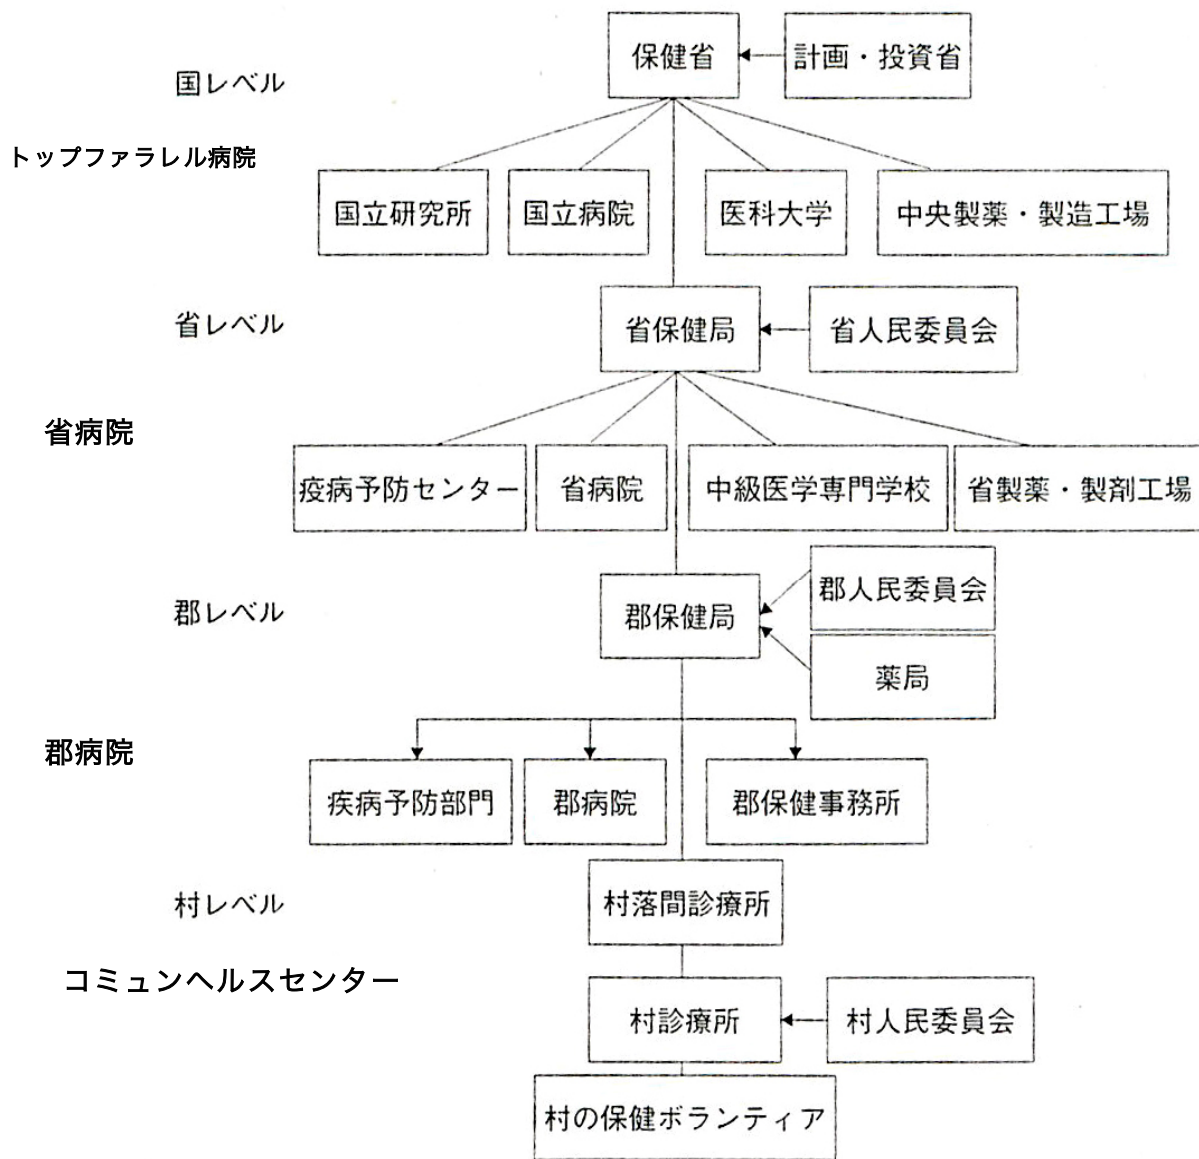 保健省
計画・投資省
国レベル
トップファラレル病院
国立研究所
国立病院
医科大学
中央製薬・製造工場
省レベル
省保健局
省人民委員会
省病院
疫病予防センター
省病院
中級医学専門学校
省製薬・製剤工場
郡レベル
郡保健局
郡人民委員会
薬局
郡病院
疾病予防部門
郡病院
郡保健事務所
村レベル
村落間診療所
コミュンヘルスセンター
村診療所
村人民委員会
村の保健ボランティア